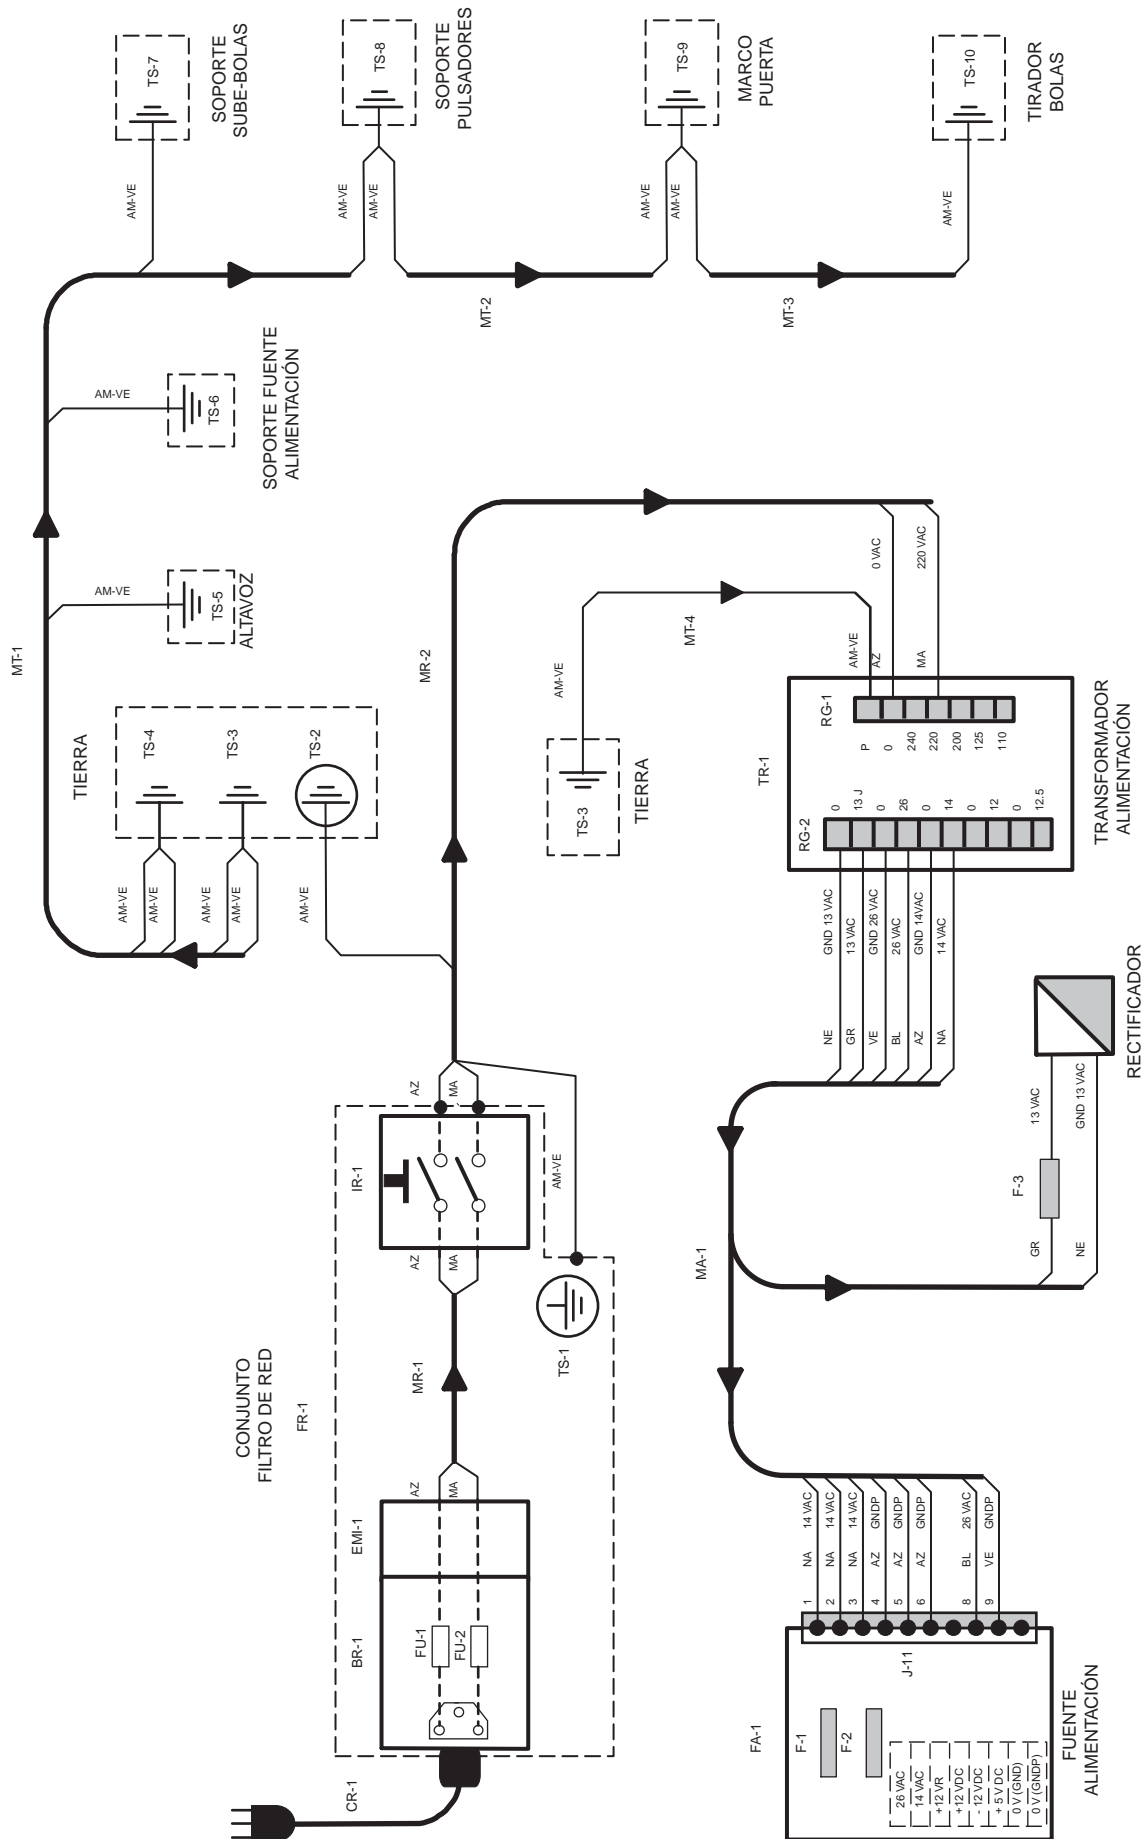 CR-1
CONJUNTO
FILTRO DE RED
FR-1
BR-1
EMI-1
FU-1
FU-2
AZ
MA
MR-1
AZ
MA
IR-1
AZ
MA
TS-1
AM-VE
MR-2
TIERRA
TS-4
TS-3
TS-2
AM-VE
AM-VE
AM-VE
AM-VE
AM-VE
MT-1
AM-VE
TS-5
ALTAVOZ
AM-VE
TS-6
SOPORTE FUENTE
ALIMENTACIÓN
AM-VE
TS-7
SOPORTE
SUBE-BOLAS
AM-VE
AM-VE
TS-8
SOPORTE
PULSADORES
MT-2
AM-VE
AM-VE
TS-9
MARCO
PUERTA
MT-3
AM-VE
TS-10
TIRADOR
BOLAS
AM-VE
TS-3
TIERRA
MT-4
0 VAC
220 VAC
AM-VE
AZ
MA
TR-1
RG-1
P
0
240
220
200
125
110
RG-2
0
13 J
0
26
0
14
0
12
0
12.5
TRANSFORMADOR
ALIMENTACIÓN
GND 13 VAC
13 VAC
GND 26 VAC
26 VAC
GND 14VAC
14 VAC
NE
GR
VE
BL
AZ
NA
MA-1
RECTIFICADOR
13 VAC
GND 13 VAC
F-3
GR
NE
14 VAC
14 VAC
14 VAC
GNDP
GNDP
GNDP
26 VAC
GNDP
NA
NA
NA
AZ
AZ
AZ
BL
VE
1
2
3
4
5
6
8
9
J-11
FA-1
F-1
F-2
26 VAC
14 VAC
+12 VR
+12 VDC
- 12 VDC
+ 5 V DC
0 V (GND)
0 V (GNDP)
FUENTE
ALIMENTACIÓN